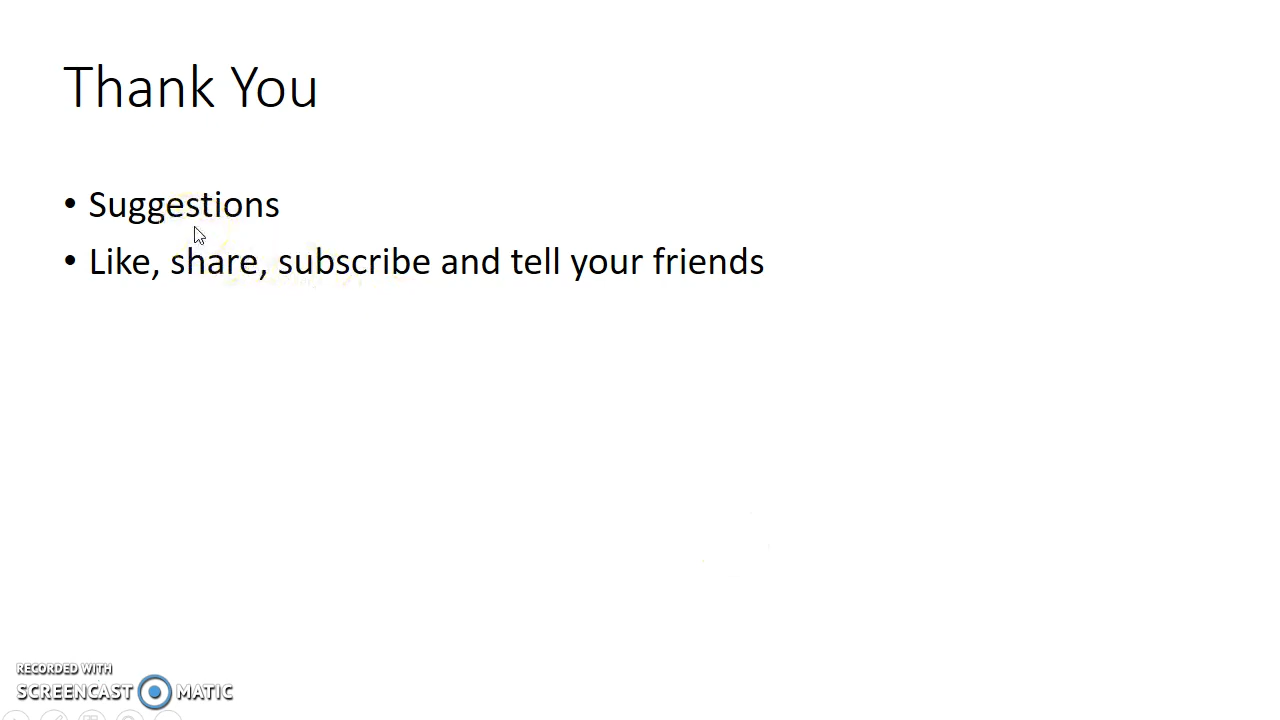 Thank You
• Suggestions
• Like, share, subscribe and tell your friends
RECORDED WITH
SCREENCAST MATIC